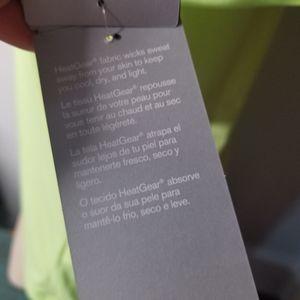 HeatGear® fabric wicks sweat
away from your skin to keep
you cool, dry, and light.
Le tissu HeatGear® repousse
la sueur de votre peau pour
vous tenir au chaud et au sec
en toute légèreté.
La tela HeatGear® atrapa el
sudor lejos de tu piel para
mantenerte fresco, seco y
ligero.
O tecido HeatGear® absorve
o suor da sua pele para
mantê-lo frio, seco e leve.